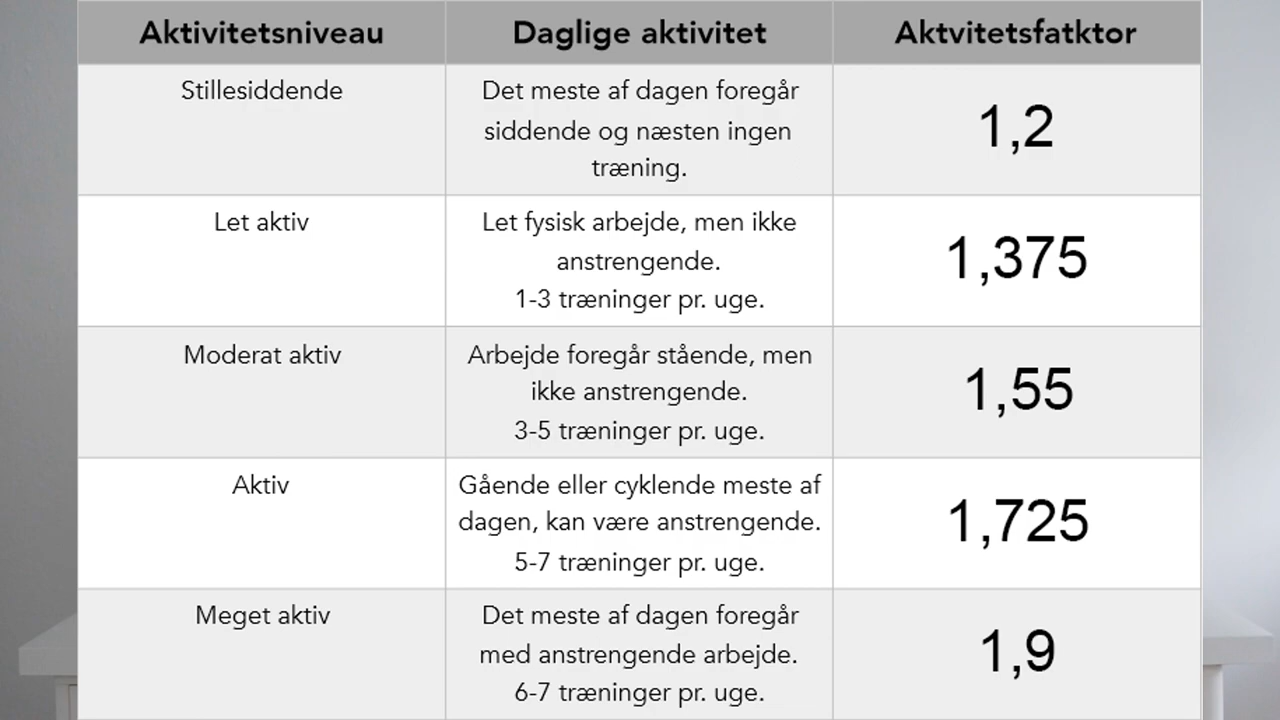 Aktivitetsniveau
Daglige aktivitet
Aktvitetsfatktor
Stillesiddende
Det meste af dagen foregår
siddende og næsten ingen
træning.
1,2
Let aktiv
Let fysisk arbejde, men ikke
anstrengende.
1-3 træninger pr. uge.
1,375
Moderat aktiv
Arbejde foregår stående, men
ikke anstrengende.
3-5 træninger pr. uge.
1,55
Aktiv
Gående eller cyklende meste af
dagen, kan være anstrengende.
5-7 træninger pr. uge.
1,725
Meget aktiv
Det meste af dagen foregår
med anstrengende arbejde.
6-7 træninger pr. uge.
1,9